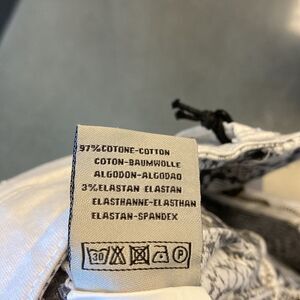 97%COTONE-COTTON
COTON-BAUMWOLLE
ALGODON-ALGODAO
3%ELASTAN ELASTAN
ELASTHANNE-ELASTHAN
ELASTAN-SPANDEX
30 P